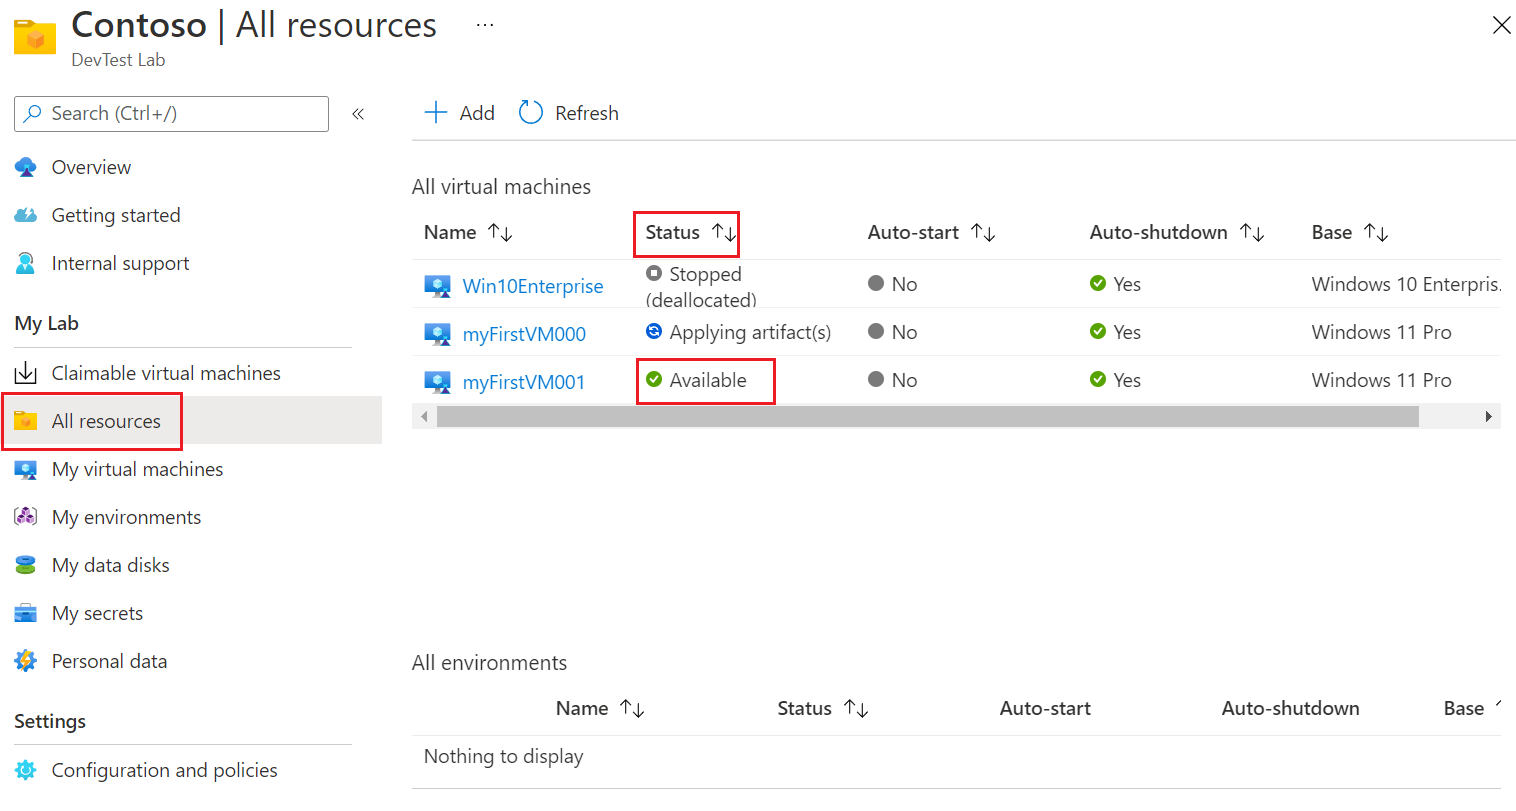 Contoso | All resources ...
DevTest Lab
Search (Ctrl+/)
Overview
Getting started
Internal support
My Lab
Claimable virtual machines
All resources
My virtual machines
My environments
My data disks
My secrets
Personal data
Settings
Configuration and policies
Add Refresh
All virtual machines
Name Status Auto-start Auto-shutdown Base
Win10Enterprise Stopped (deallocated) No Yes Windows 10 Enterpris.
myFirstVM000 Applying artifact(s) No Yes Windows 11 Pro
myFirstVM001 Available No Yes Windows 11 Pro
All environments
Name Status Auto-start Auto-shutdown Base
Nothing to display